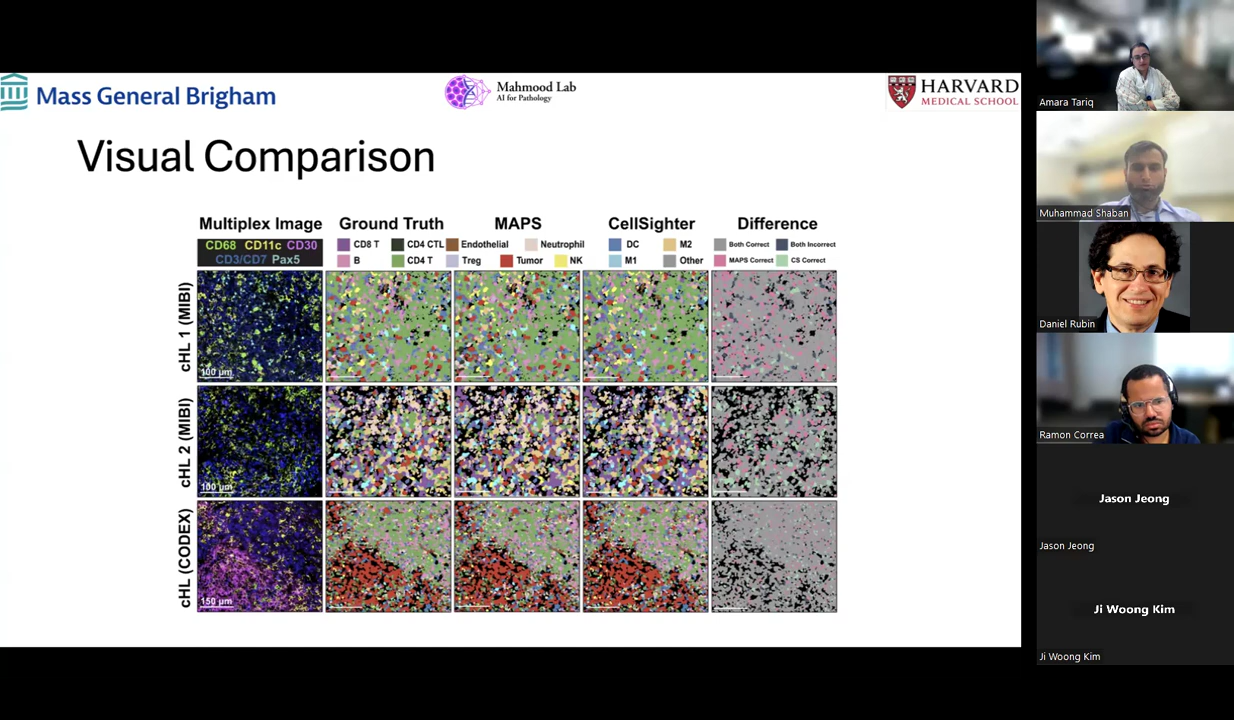 Mass General Brigham
Mahmood Lab
AI for Pathology
HARVARD
MEDICAL SCHOOL
Visual Comparison
Multiplex Image
Ground Truth
MAPS
CellSighter
Difference
CD68 CD11c CD30
CD3/CD7 Pax5
CD8 T
CD4 CTL
Endothelial
Neutrophil
DC
M2
Both Correct
Both Incorrect
B
CD4 T
Treg
Tumor
NK
M1
Other
MAPS Correct
CS Correct
cHL 1 (MIBI)
100 µm
cHL 2 (MIBI)
100 µm
cHL (CODEX)
150 µm
Amara Tariq
Muhammad Shaban
Daniel Rubin
Ramon Correa
Jason Jeong
Jason Jeong
Ji Woong Kim
Ji Woong Kim